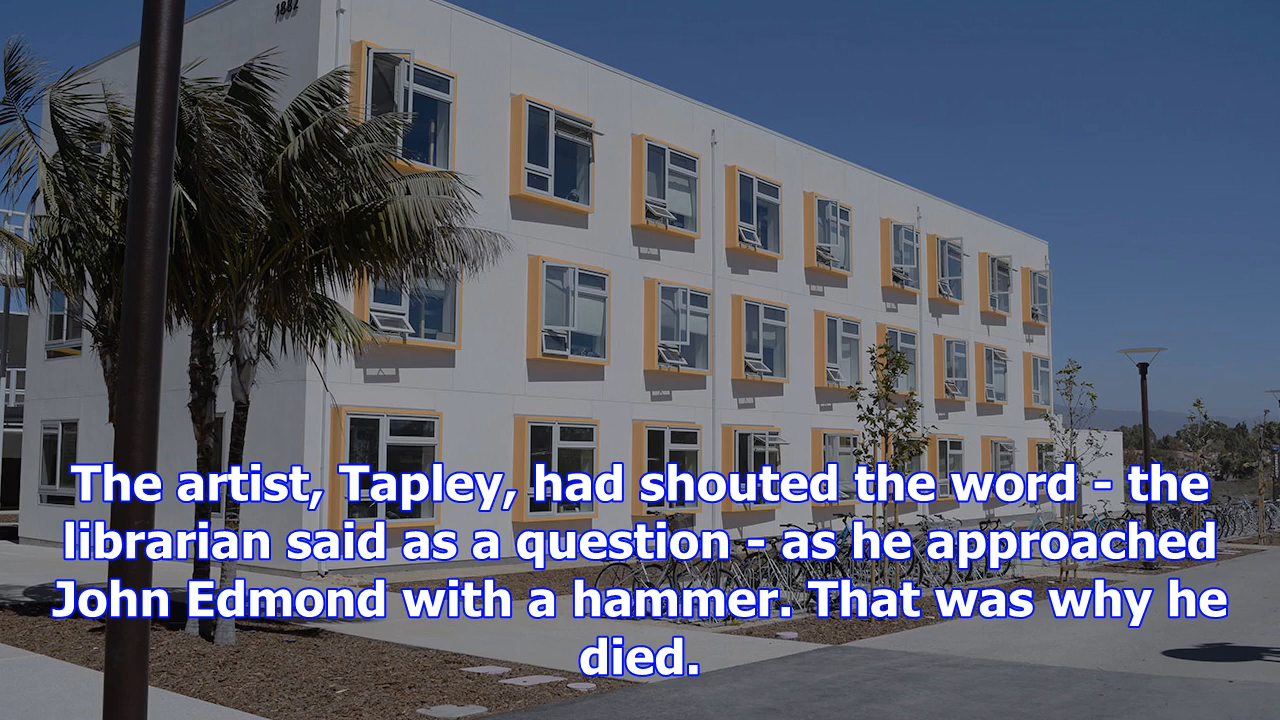 1882
The artist, Tapley, had shouted the word - the
librarian said as a question - as he approached
John Edmond with a hammer. That was why he
died.